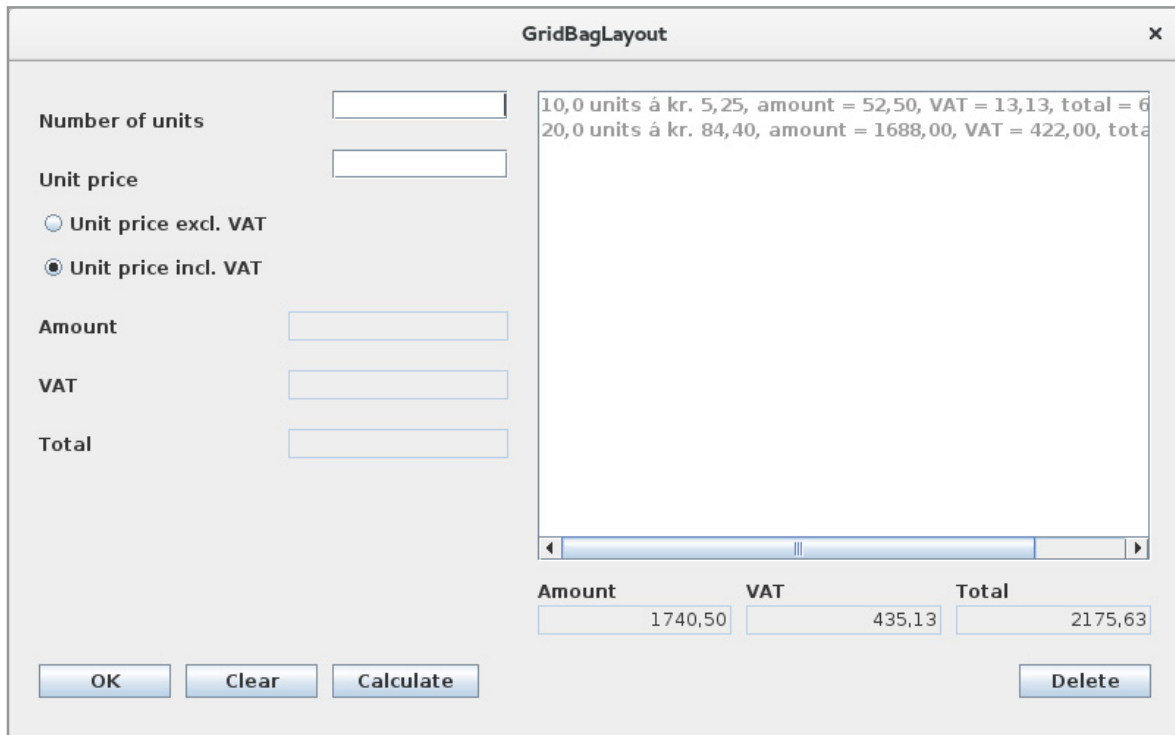 GridBagLayout
Number of units
Unit price
Unit price excl. VAT
Unit price incl. VAT
Amount
VAT
Total
10,0 units á kr. 5,25, amount = 52,50, VAT = 13,13, total = 6
20,0 units á kr. 84,40, amount = 1688,00, VAT = 422,00, tota
Amount VAT Total
1740,50 435,13 2175,63
OK Clear Calculate Delete